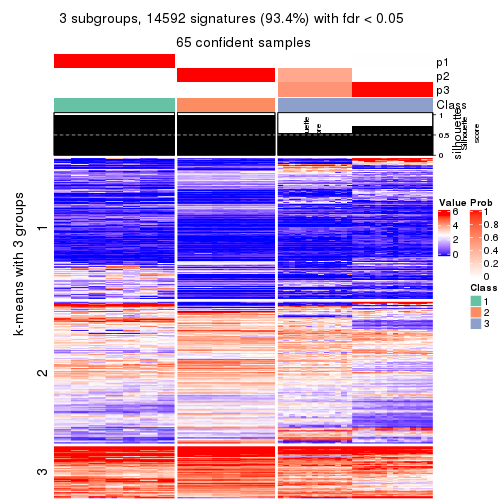 3 subgroups, 14592 signatures (93.4%) with fdr < 0.05
65 confident samples
p1
p2
p3
Class
1
0.5
0
silhouette
score
k-means with 3 groups
1
2
3
Value
6
4
2
0
Prob
1
0.8
0.6
0.4
0.2
0
Class
1
2
3